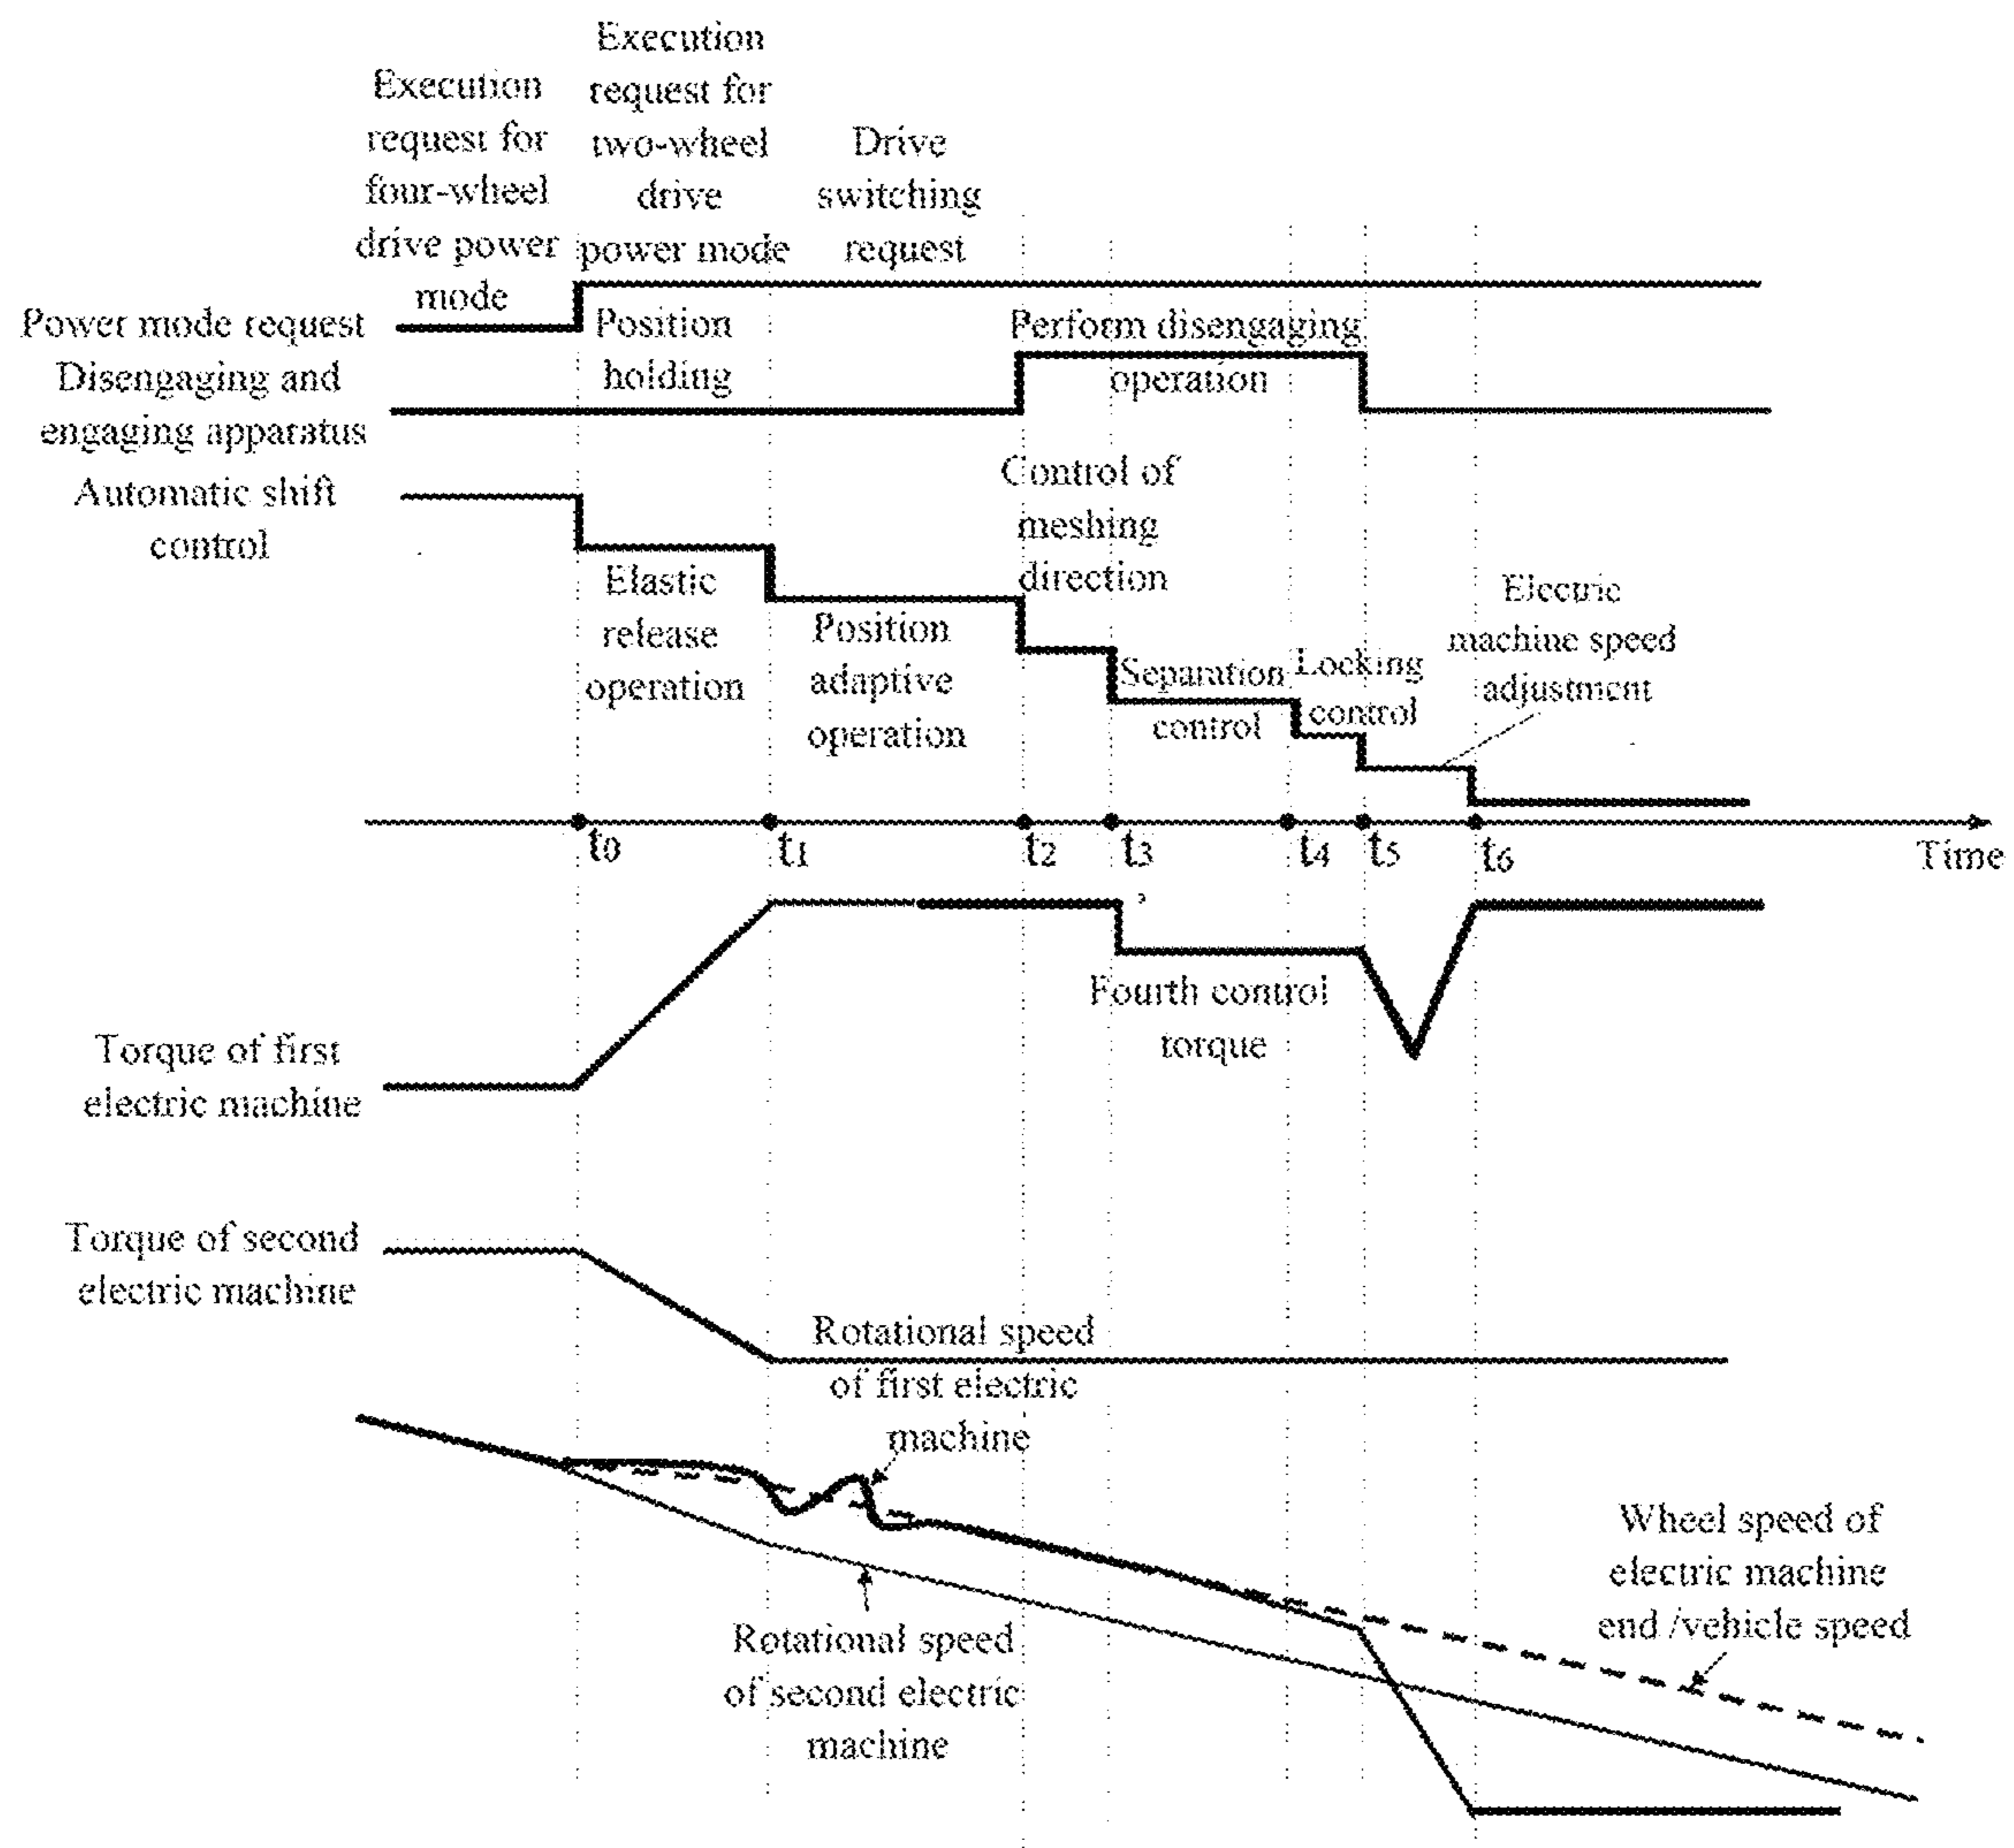 Execution
request for
four-wheel
drive power
mode
Execution
request for
two-wheel
drive
power mode
Drive
switching
request
Power mode request
Position
holding
Perform disengaging
operation
Disengaging and
engaging apparatus
Automatic shift
control
Control of
meshing
direction
Elastic
release
operation
Position
adaptive
operation
Separation
control
Locking
control
Electric
machine speed
adjustment
t0
t1
t2
t3
t4
t5
t6
Time
Fourth control
torque
Torque of first
electric machine
Torque of second
electric machine
Rotational speed
of first electric
machine
Rotational speed
of second electric
machine
Wheel speed of
electric machine
end /vehicle speed